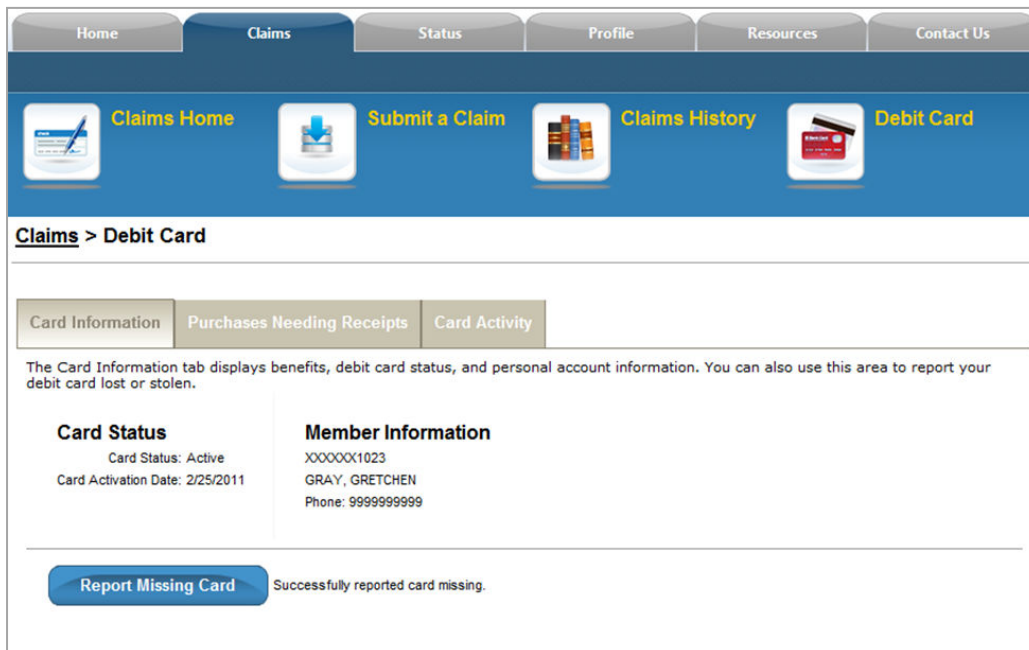 Home Claims Status Profile Resources Contact Us
Claims Home Submit a Claim Claims History Debit Card
Claims > Debit Card
Card Information Purchases Needing Receipts Card Activity
The Card Information tab displays benefits, debit card status, and personal account information. You can also use this area to report your
debit card lost or stolen.
Card Status
Card Status: Active
Card Activation Date: 2/25/2011
Member Information
XXXXXX1023
GRAY, GRETCHEN
Phone: 9999999999
Report Missing Card Successfully reported card missing.